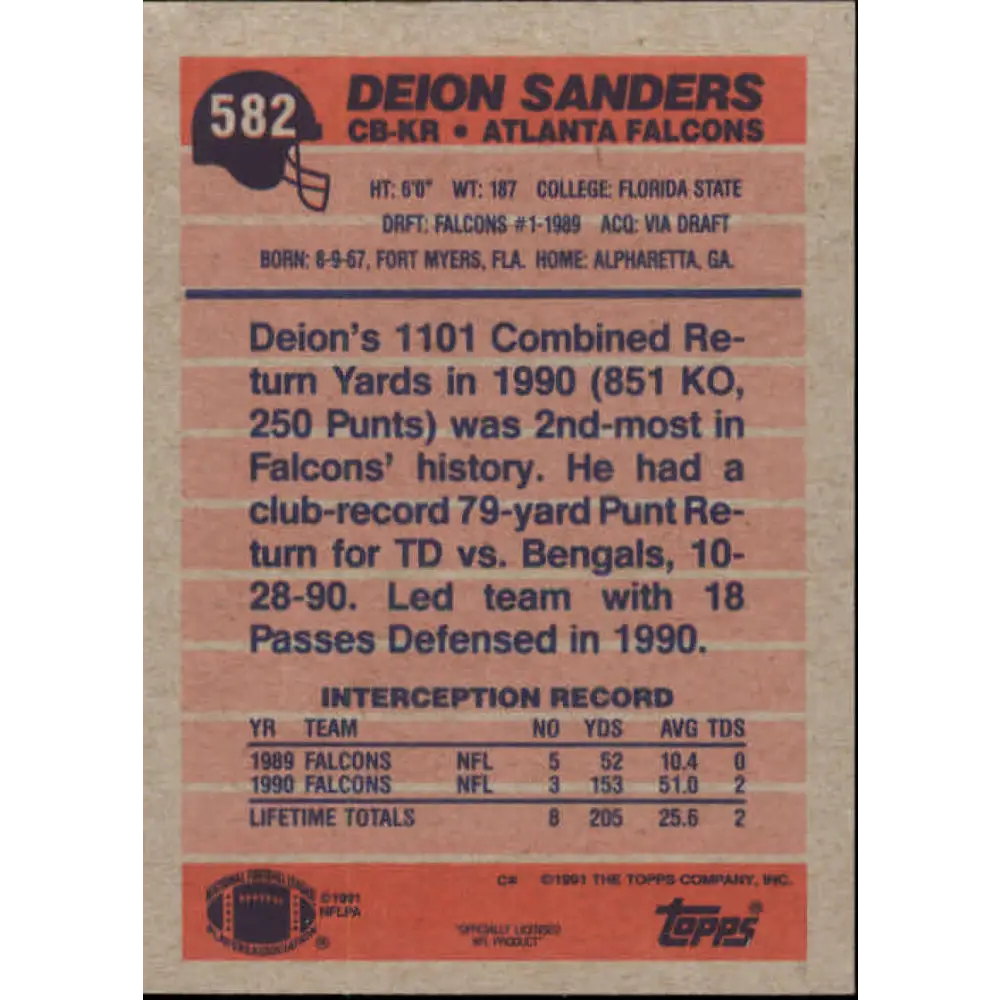 582
DEION SANDERS
CB-KR • ATLANTA FALCONS
HT: 6'0" WT: 187 COLLEGE: FLORIDA STATE
DRFT: FALCONS #1-1989 ACQ: VIA DRAFT
BORN: 8-9-67, FORT MYERS, FLA. HOME: ALPHARETTA, GA.
Deion's 1101 Combined Re-
turn Yards in 1990 (851 KO,
250 Punts) was 2nd-most in
Falcons' history. He had a
club-record 79-yard Punt Re-
turn for TD vs. Bengals, 10-
28-90. Led team with 18
Passes Defensed in 1990.
INTERCEPTION RECORD
YR TEAM NO YDS AVG TDS
1989 FALCONS NFL 5 52 10.4 0
1990 FALCONS NFL 3 153 51.0 2
LIFETIME TOTALS 8 205 25.6 2
NATIONAL FOOTBALL LEAGUE
PLAYERS ASSOCIATION ®
©1991
NFLPA
C* ©1991 THE TOPPS COMPANY, INC.
"OFFICIALLY LICENSED
NFL PRODUCT"
topps®